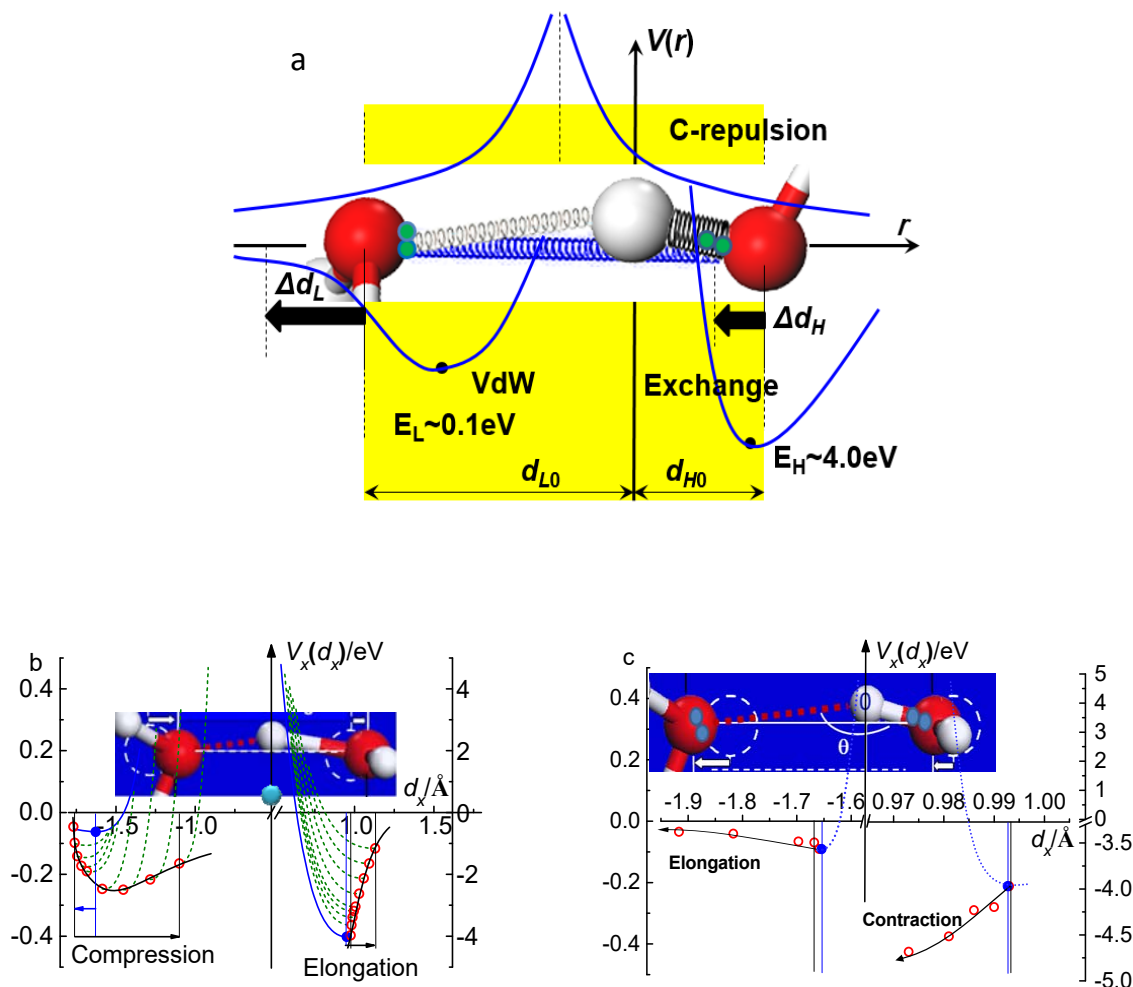 a
V(r)
C-repulsion
r
Δd_L
Δd_H
VdW
Exchange
E_L~0.1eV
E_H~4.0eV
d_L0
d_H0
b
V_x(d_x)/eV
0.4
4
0.2
2
d_x/Å
0.0
-1.5
-1.0
1.0
1.5
0
-0.2
-2
-0.4
-4
Compression
Elongation
c
V_x(d_x)/eV
5
0.4
4
0
3
θ
0.2
2
1
-1.9
-1.8
-1.7
-1.6
0.97
0.98
0.99
1.00
0.0
0
d_x/Å
-3.5
Elongation
-0.2
-4.0
Contraction
-4.5
-0.4
-5.0